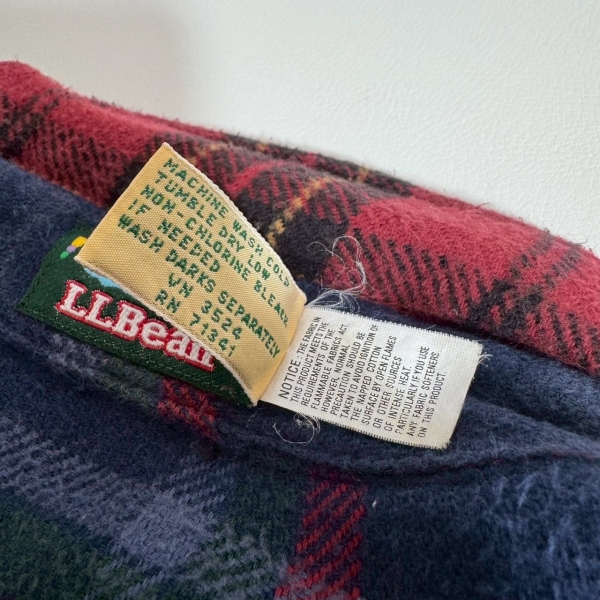 MACHINE WASH COLD
TUMBLE DRY LOW
NON-CHLORINE BLEACH
IF NEEDED
WASH DARKS SEPARATELY
VN 3524
RN 71341
L.L.Bean
NOTICE: THE FABRIC IN
THIS PRODUCT MEETS THE
REQUIREMENTS OF THE
FLAMMABLE FABRICS ACT.
HOWEVER, NORMAL
PRECAUTION SHOULD BE
TAKEN TO AVOID IGNITION OF
THE NAPPED COTTON
SURFACE BY OPEN FLAMES
OR OTHER SOURCES
OF INTENSE HEAT,
PARTICULARLY IF YOU USE
ANY FABRIC SOFTENERS
ON THIS PRODUCT.